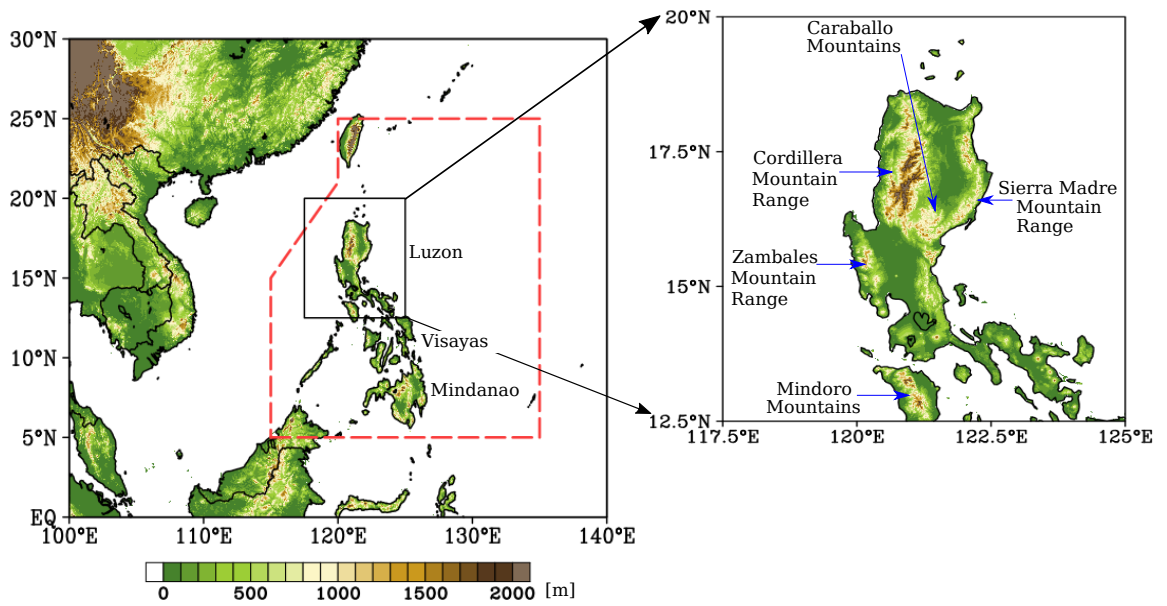 30°N
25°N
20°N
15°N
10°N
5°N
EQ
100°E
110°E
120°E
130°E
140°E
Luzon
Visayas
Mindanao
0
500
1000
1500
2000
[m]
20°N
17.5°N
15°N
12.5°N
117.5°E
120°E
122.5°E
125°E
Caraballo
Mountains
Cordillera
Mountain
Range
Sierra Madre
Mountain
Range
Zambales
Mountain
Range
Mindoro
Mountains